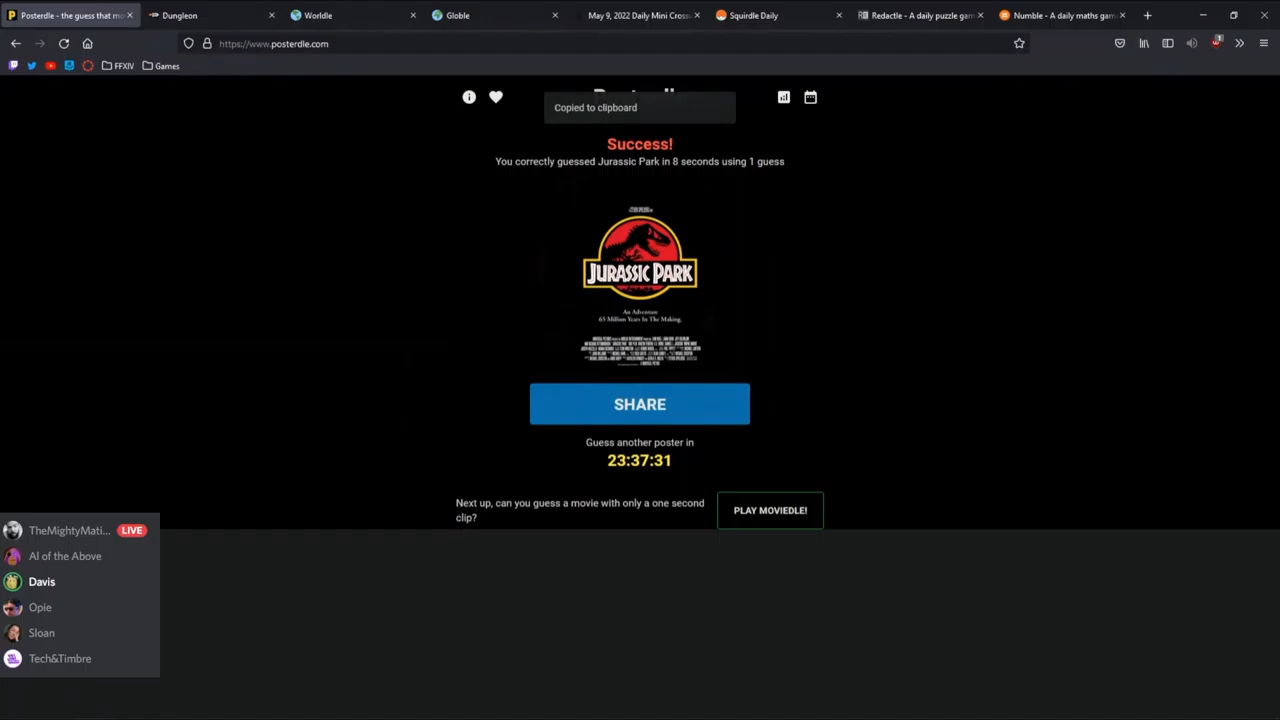 Posterdle - the guess that mo
Dungleon
Worldle
Globle
May 9, 2022 Daily Mini Cross
Squirdle Daily
Redactle - A daily puzzle gam
Numble - A daily maths gam
https://www.posterdle.com
FFXIV
Games
1
Copied to clipboard
Success!
You correctly guessed Jurassic Park in 8 seconds using 1 guess
JURASSIC PARK
An Adventure
65 Million Years In The Making.
SHARE
Guess another poster in
23:37:31
Next up, can you guess a movie with only a one second
clip?
PLAY MOVIEDLE!
TheMightyMati... LIVE
Al of the Above
Davis
Opie
Sloan
Tech&Timbre